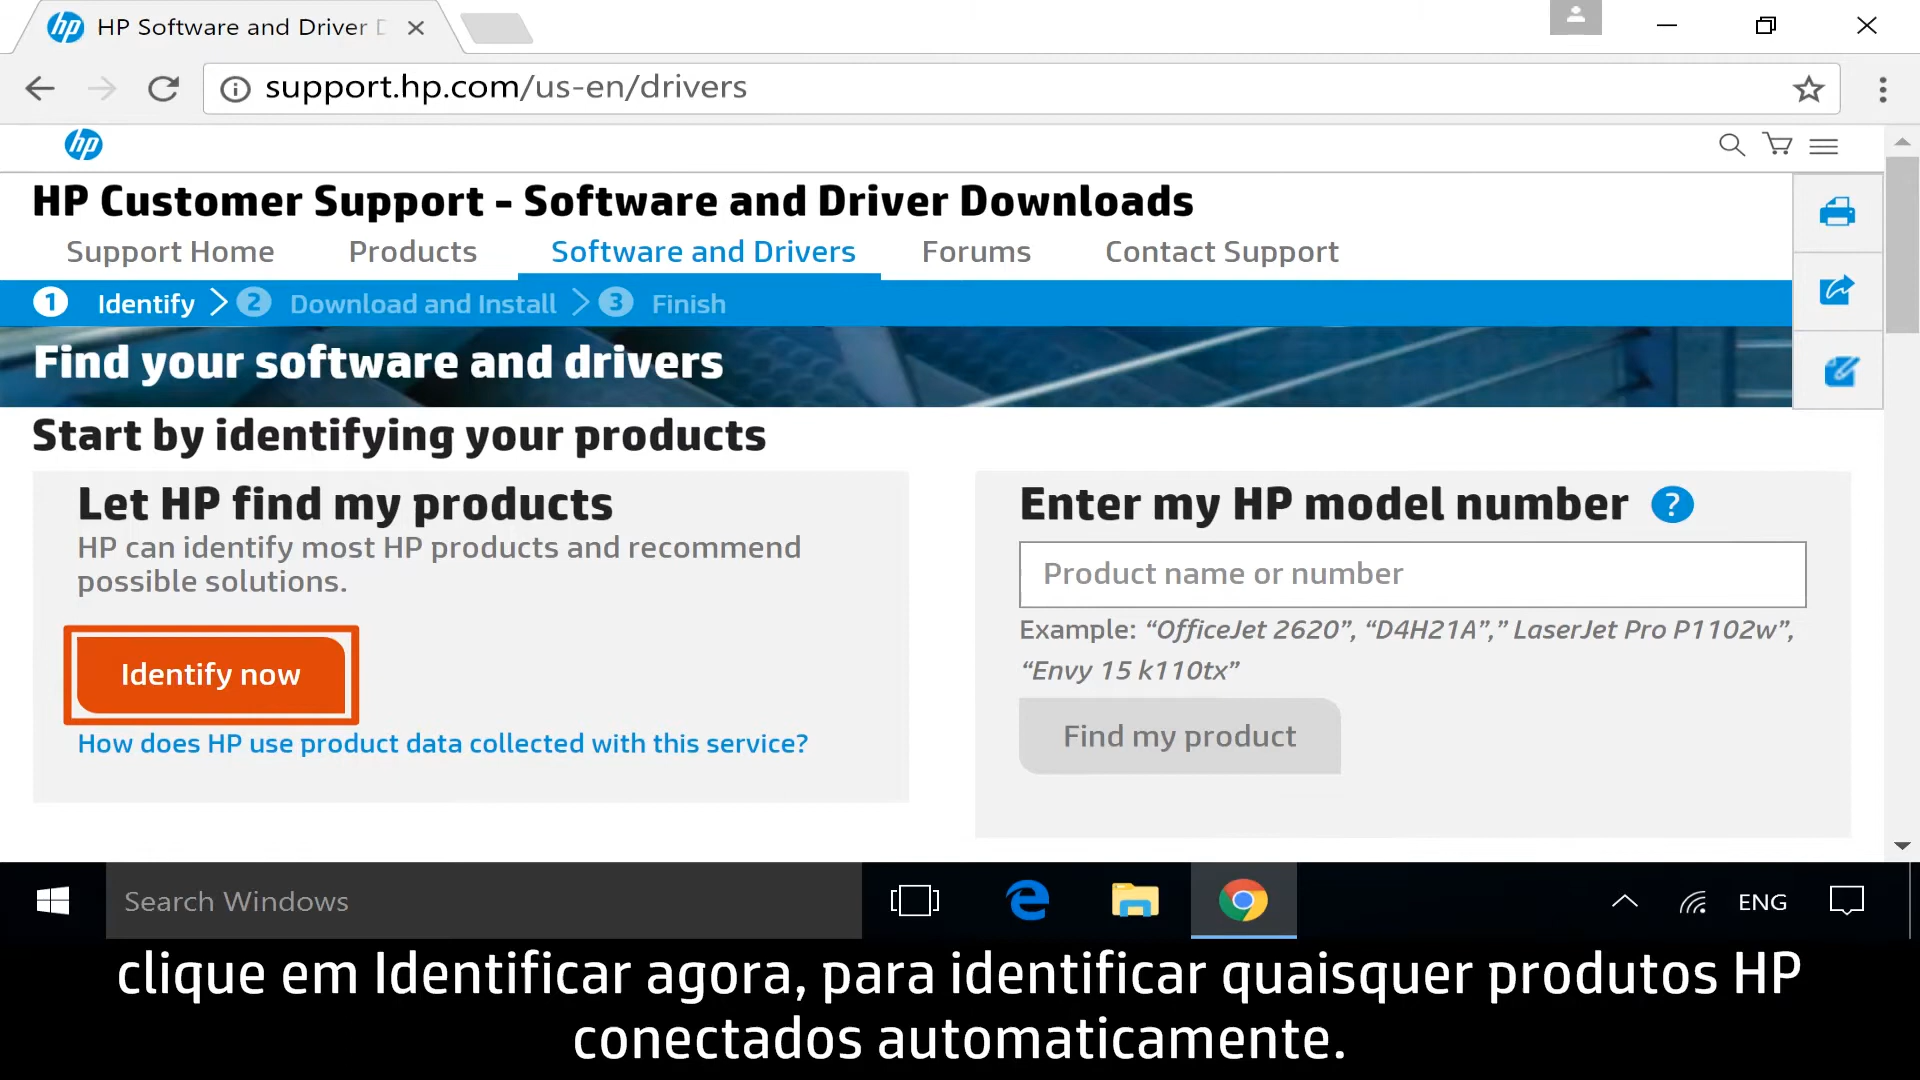 hp HP Software and Driver D
support.hp.com/us-en/drivers
hp
HP Customer Support - Software and Driver Downloads
Support Home Products Software and Drivers Forums Contact Support
1 Identify 2 Download and Install 3 Finish
Find your software and drivers
Start by identifying your products
Let HP find my products
HP can identify most HP products and recommend
possible solutions.
Identify now
How does HP use product data collected with this service?
Enter my HP model number ?
Product name or number
Example: “OfficeJet 2620”, “D4H21A”,” LaserJet Pro P1102w”,
“Envy 15 k110tx”
Find my product
Search Windows
ENG
clique em Identificar agora, para identificar quaisquer produtos HP
conectados automaticamente.